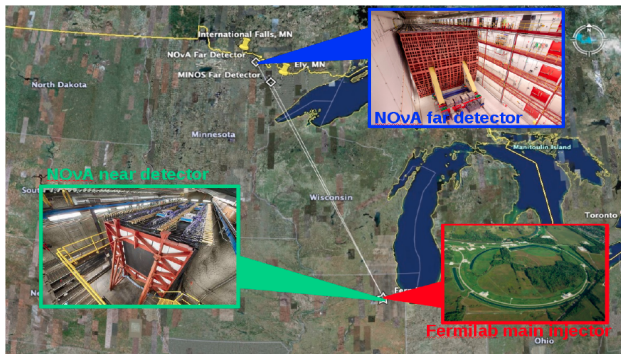 International Falls, MN
NOvA Far Detector
Ely, MN
MINOS Far Detector
North Dakota
Minnesota
NOvA far detector
Manitoulin Island
NOvA near detector
Wisconsin
Toronto
Fermilab main injector
Ohio